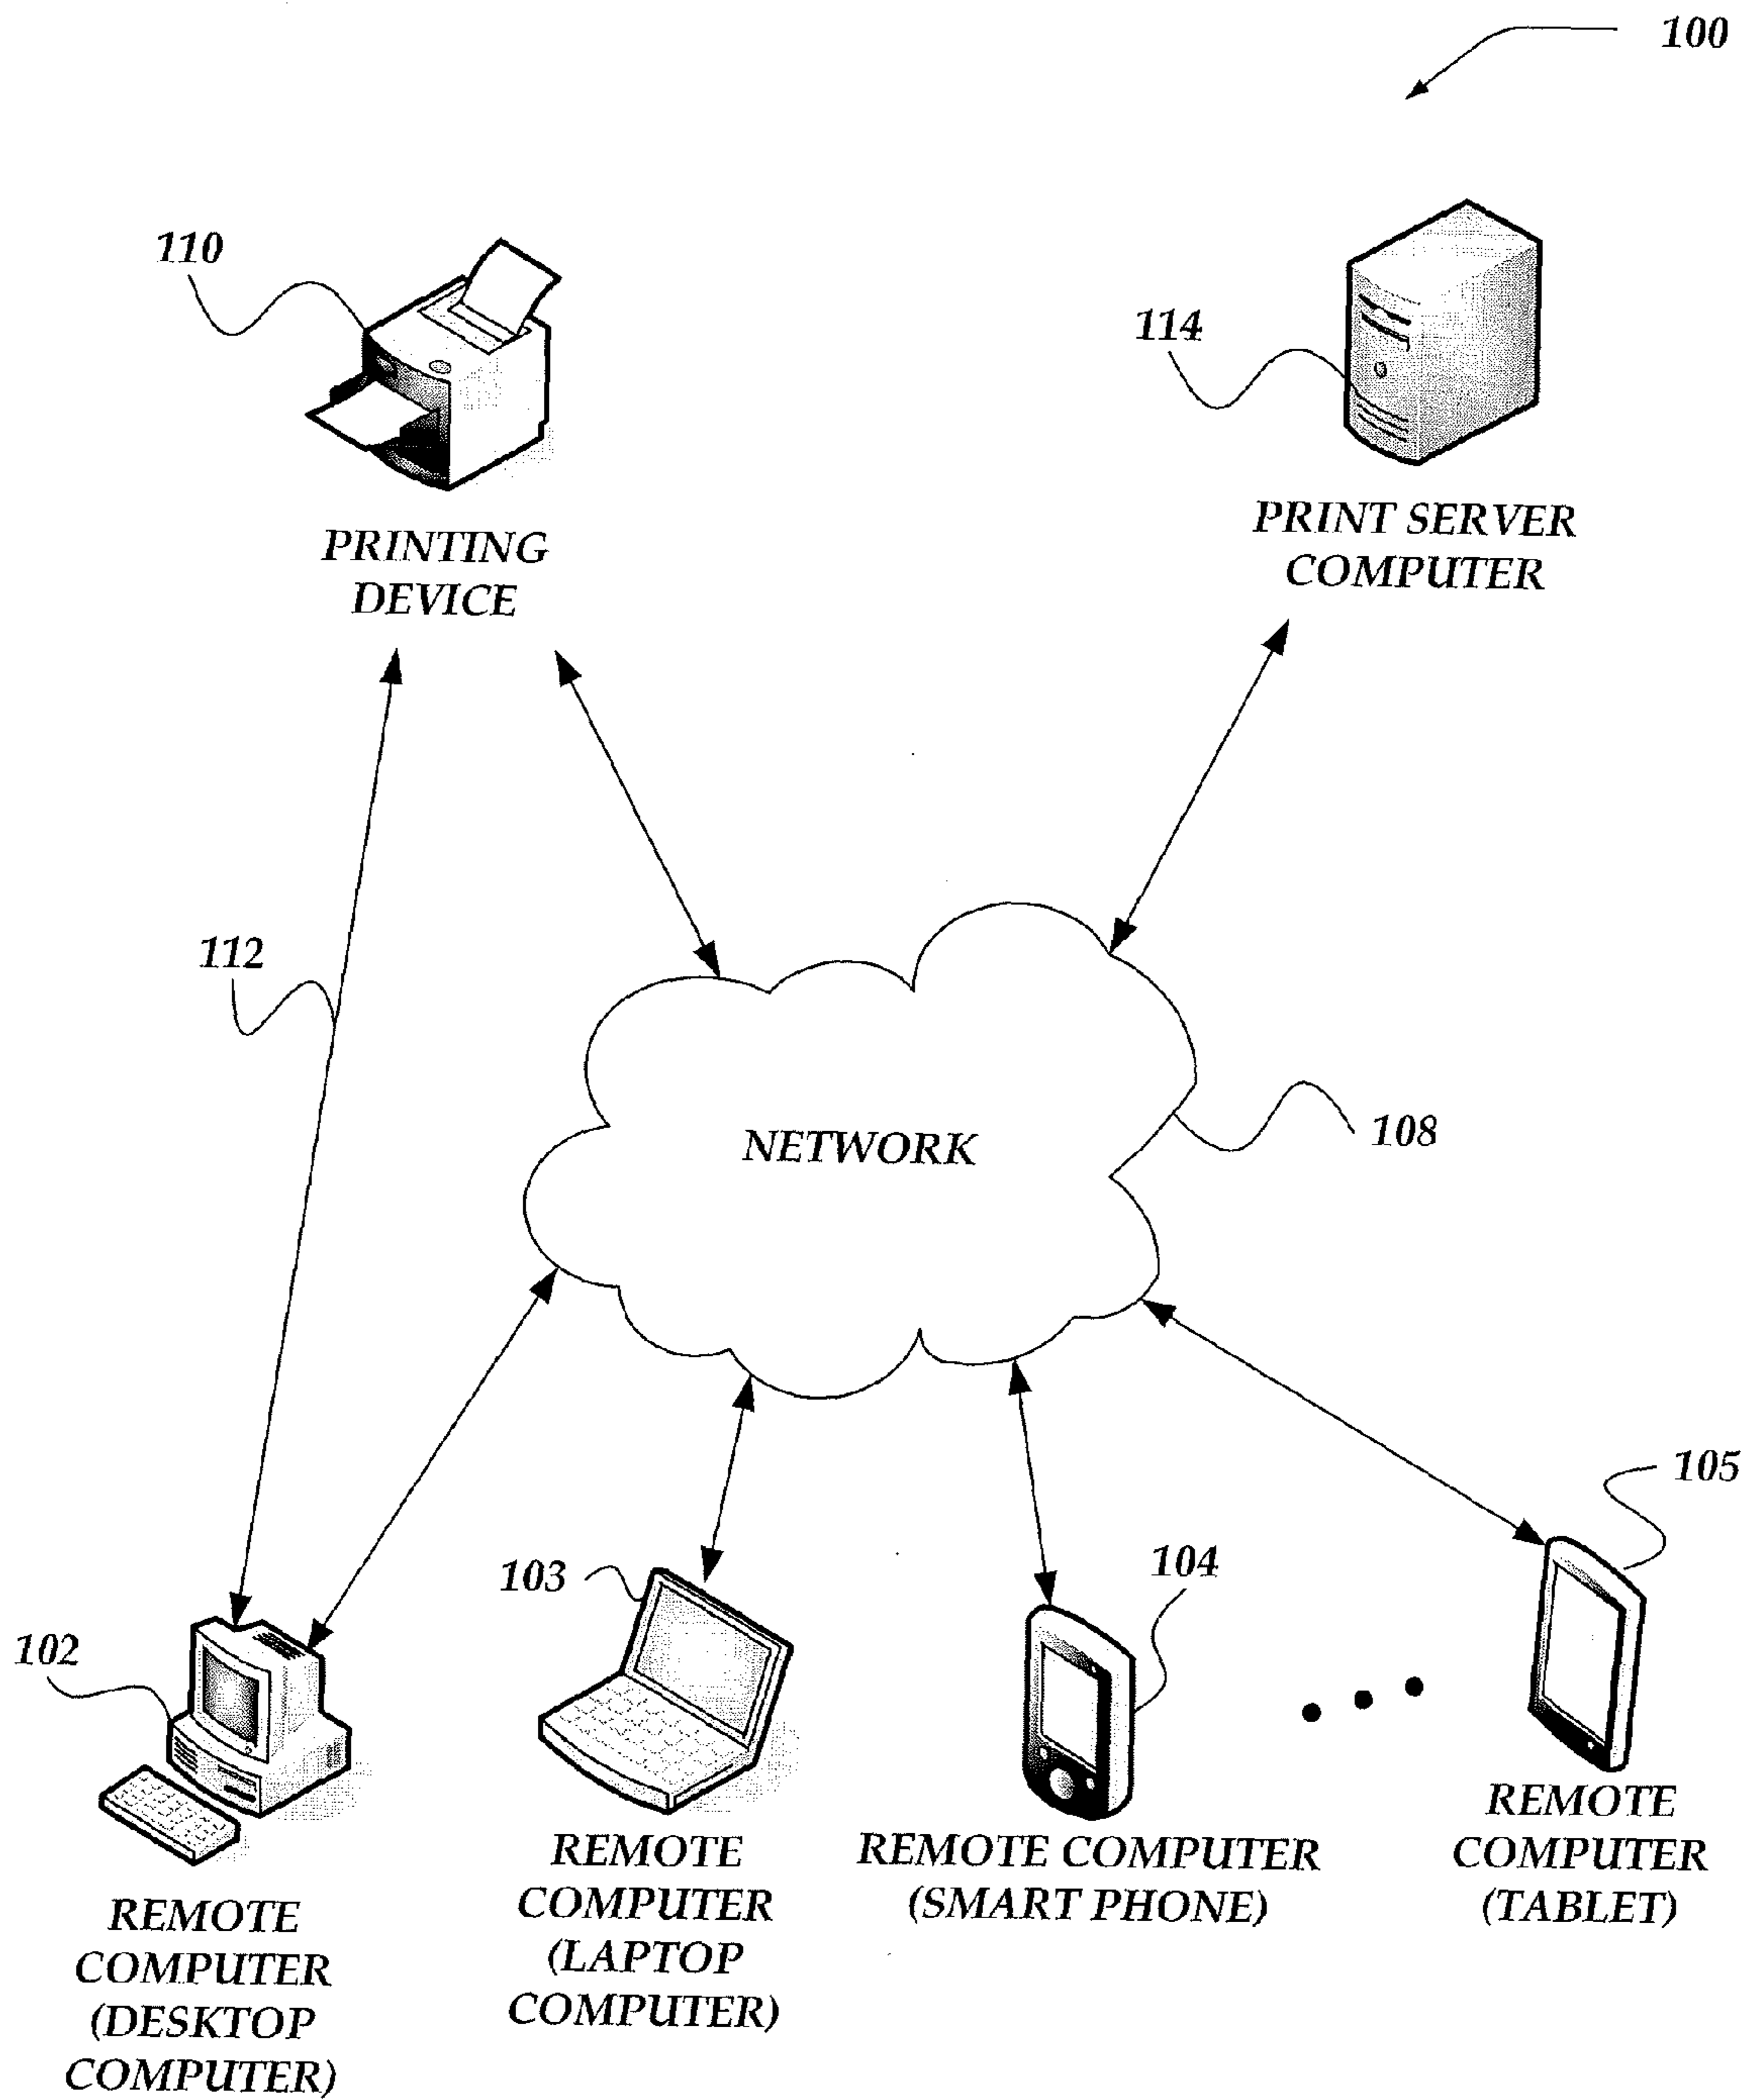 100
110
114
PRINTING
DEVICE
PRINT SERVER
COMPUTER
112
NETWORK
108
102
103
104
105
REMOTE
COMPUTER
(DESKTOP
COMPUTER)
REMOTE
COMPUTER
(LAPTOP
COMPUTER)
REMOTE COMPUTER
(SMART PHONE)
REMOTE
COMPUTER
(TABLET)